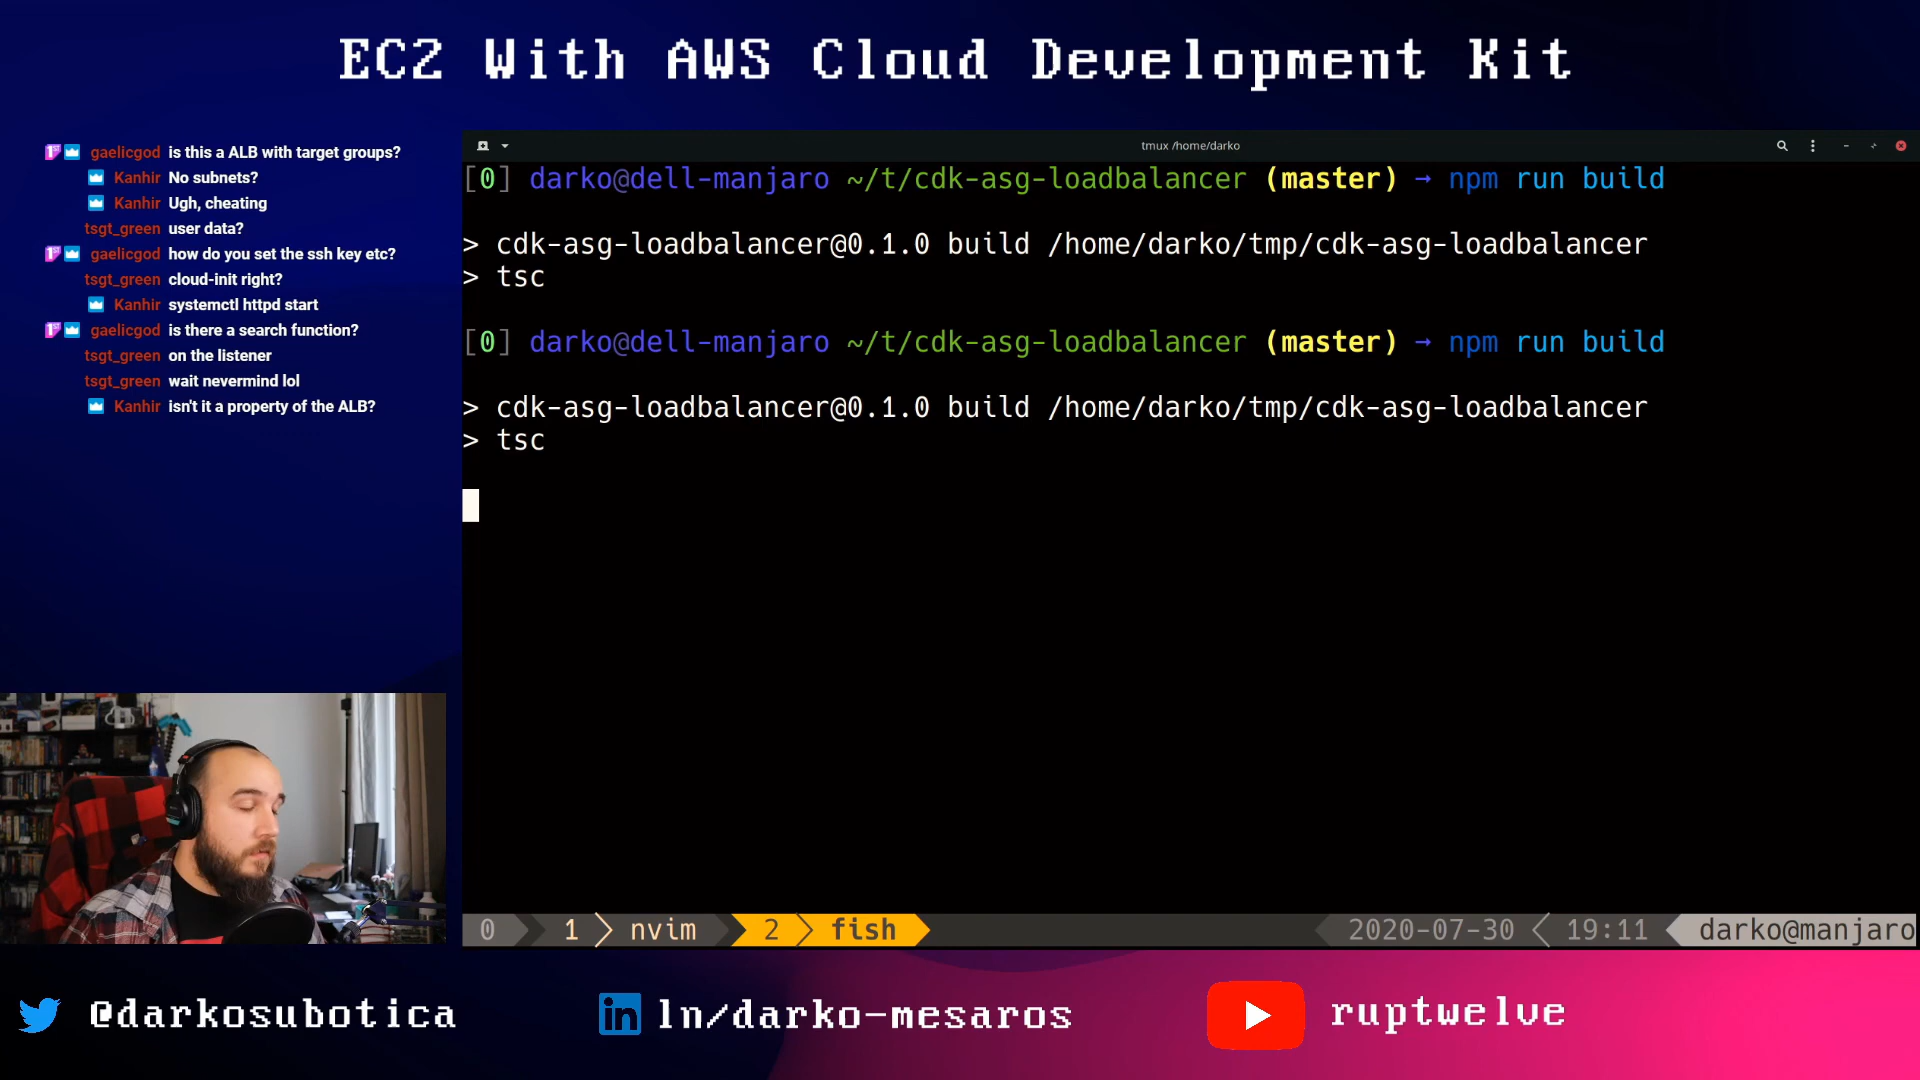 EC2 With AWS Cloud Development Kit
gaelicgod is this a ALB with target groups?
Kanhir No subnets?
Kanhir Ugh, cheating
tsgt_green user data?
gaelicgod how do you set the ssh key etc?
tsgt_green cloud-init right?
Kanhir systemctl httpd start
gaelicgod is there a search function?
tsgt_green on the listener
tsgt_green wait nevermind lol
Kanhir isn't it a property of the ALB?
tmux /home/darko
[0] darko@dell-manjaro ~/t/cdk-asg-loadbalancer (master) → npm run build
> cdk-asg-loadbalancer@0.1.0 build /home/darko/tmp/cdk-asg-loadbalancer
> tsc
[0] darko@dell-manjaro ~/t/cdk-asg-loadbalancer (master) → npm run build
> cdk-asg-loadbalancer@0.1.0 build /home/darko/tmp/cdk-asg-loadbalancer
> tsc
0 1 nvim 2 fish 2020-07-30 19:11 darko@manjaro
@darkosubotica
in ln/darko-mesaros
ruptwelve